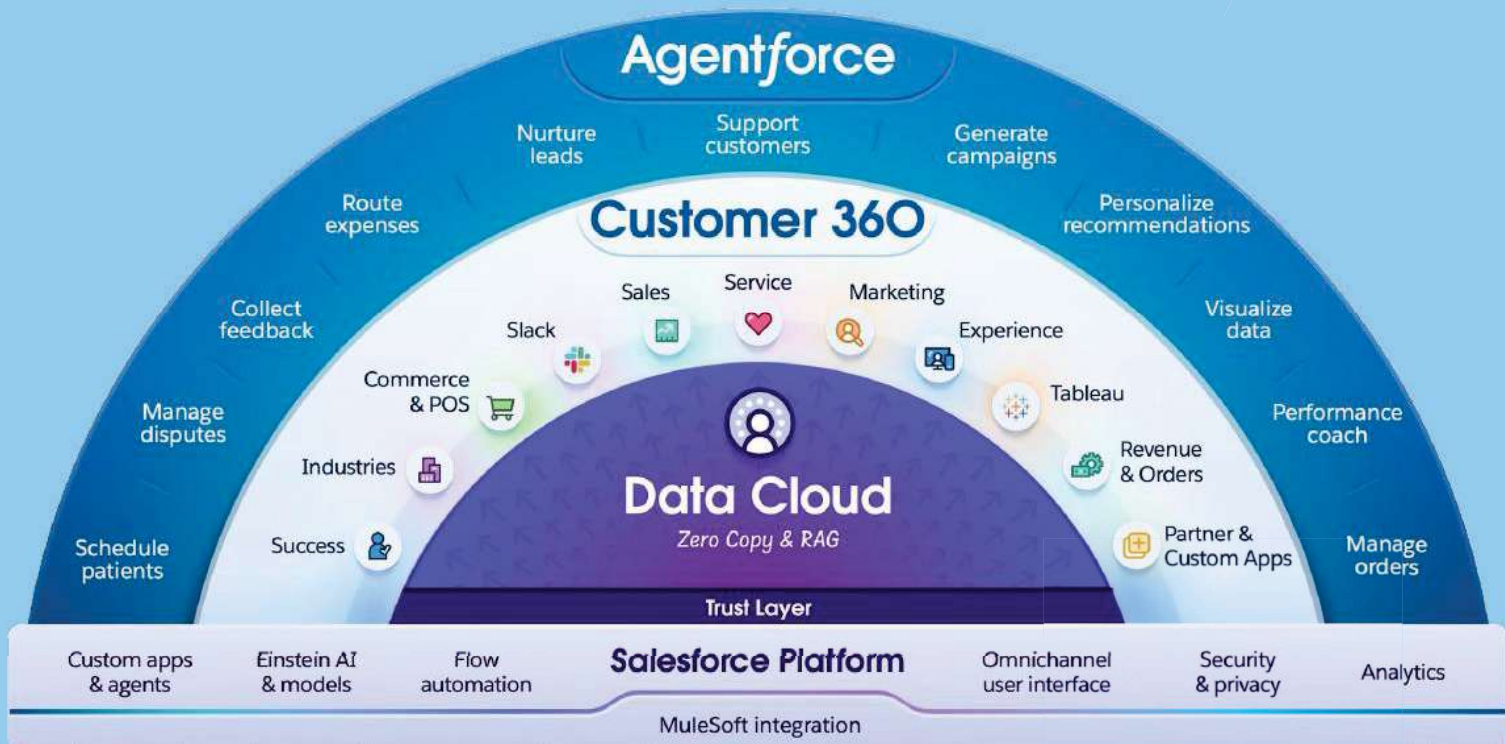 Agentforce
Schedule
patients
Manage
disputes
Collect
feedback
Route
expenses
Nurture
leads
Support
customers
Generate
campaigns
Personalize
recommendations
Visualize
data
Performance
coach
Manage
orders
Customer 360
Success
Industries
Commerce
& POS
Slack
Sales
Service
Marketing
Experience
Tableau
Revenue
& Orders
Partner &
Custom Apps
Data Cloud
Zero Copy & RAG
Trust Layer
Salesforce Platform
Custom apps
& agents
Einstein AI
& models
Flow
automation
Omnichannel
user interface
Security
& privacy
Analytics
MuleSoft integration